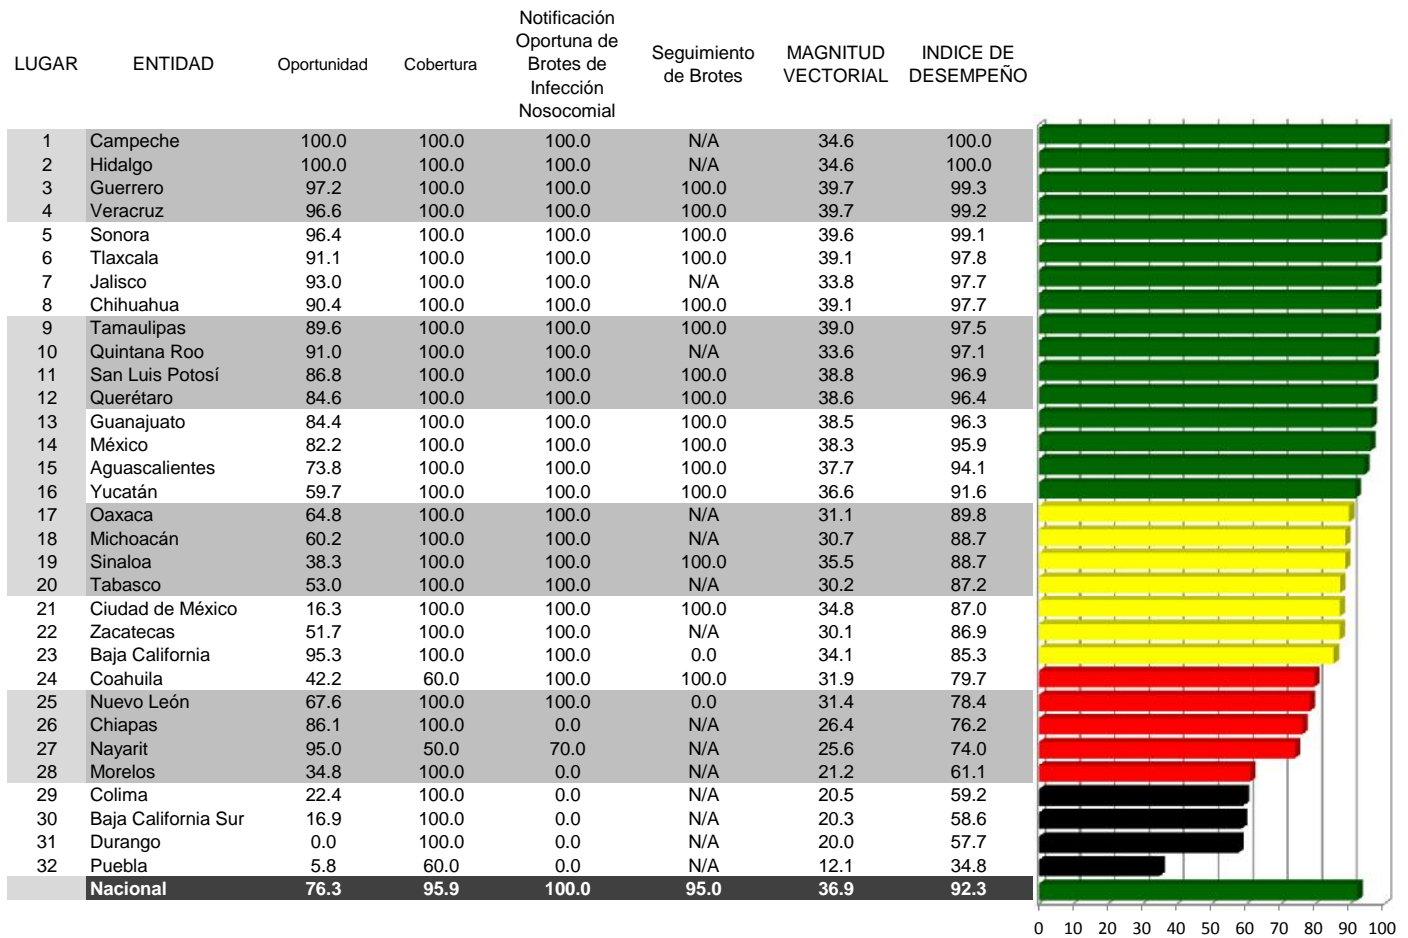 LUGAR ENTIDAD Oportunidad Cobertura Notificación Oportuna de Brotes de Infección Nosocomial Seguimiento de Brotes MAGNITUD VECTORIAL INDICE DE DESEMPEÑO
1 Campeche 100.0 100.0 100.0 N/A 34.6 100.0
2 Hidalgo 100.0 100.0 100.0 N/A 34.6 100.0
3 Guerrero 97.2 100.0 100.0 100.0 39.7 99.3
4 Veracruz 96.6 100.0 100.0 100.0 39.7 99.2
5 Sonora 96.4 100.0 100.0 100.0 39.6 99.1
6 Tlaxcala 91.1 100.0 100.0 100.0 39.1 97.8
7 Jalisco 93.0 100.0 100.0 N/A 33.8 97.7
8 Chihuahua 90.4 100.0 100.0 100.0 39.1 97.7
9 Tamaulipas 89.6 100.0 100.0 100.0 39.0 97.5
10 Quintana Roo 91.0 100.0 100.0 N/A 33.6 97.1
11 San Luis Potosí 86.8 100.0 100.0 100.0 38.8 96.9
12 Querétaro 84.6 100.0 100.0 100.0 38.6 96.4
13 Guanajuato 84.4 100.0 100.0 100.0 38.5 96.3
14 México 82.2 100.0 100.0 100.0 38.3 95.9
15 Aguascalientes 73.8 100.0 100.0 100.0 37.7 94.1
16 Yucatán 59.7 100.0 100.0 100.0 36.6 91.6
17 Oaxaca 64.8 100.0 100.0 N/A 31.1 89.8
18 Michoacán 60.2 100.0 100.0 N/A 30.7 88.7
19 Sinaloa 38.3 100.0 100.0 100.0 35.5 88.7
20 Tabasco 53.0 100.0 100.0 N/A 30.2 87.2
21 Ciudad de México 16.3 100.0 100.0 100.0 34.8 87.0
22 Zacatecas 51.7 100.0 100.0 N/A 30.1 86.9
23 Baja California 95.3 100.0 100.0 0.0 34.1 85.3
24 Coahuila 42.2 60.0 100.0 100.0 31.9 79.7
25 Nuevo León 67.6 100.0 100.0 0.0 31.4 78.4
26 Chiapas 86.1 100.0 0.0 N/A 26.4 76.2
27 Nayarit 95.0 50.0 70.0 N/A 25.6 74.0
28 Morelos 34.8 100.0 0.0 N/A 21.2 61.1
29 Colima 22.4 100.0 0.0 N/A 20.5 59.2
30 Baja California Sur 16.9 100.0 0.0 N/A 20.3 58.6
31 Durango 0.0 100.0 0.0 N/A 20.0 57.7
32 Puebla 5.8 60.0 0.0 N/A 12.1 34.8
Nacional 76.3 95.9 100.0 95.0 36.9 92.3
0 10 20 30 40 50 60 70 80 90 100